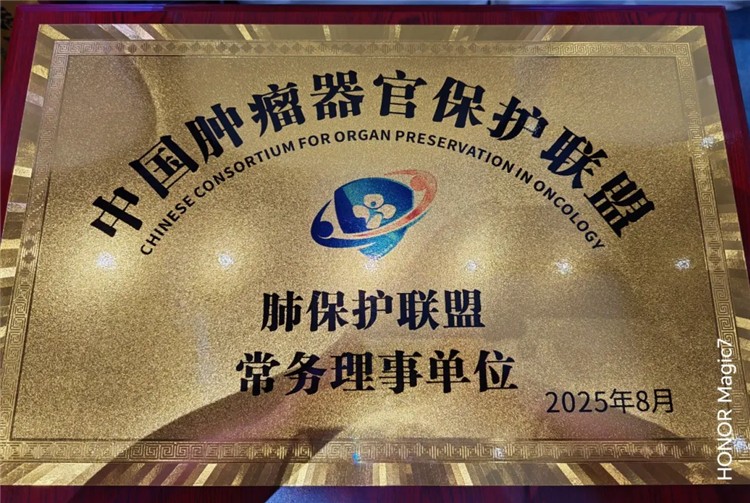 中国肿瘤器官保护联盟
CHINESE CONSORTIUM FOR ORGAN PRESERVATION IN ONCOLOGY
肺保护联盟
常务理事单位
2025年8月
HONOR Magic7